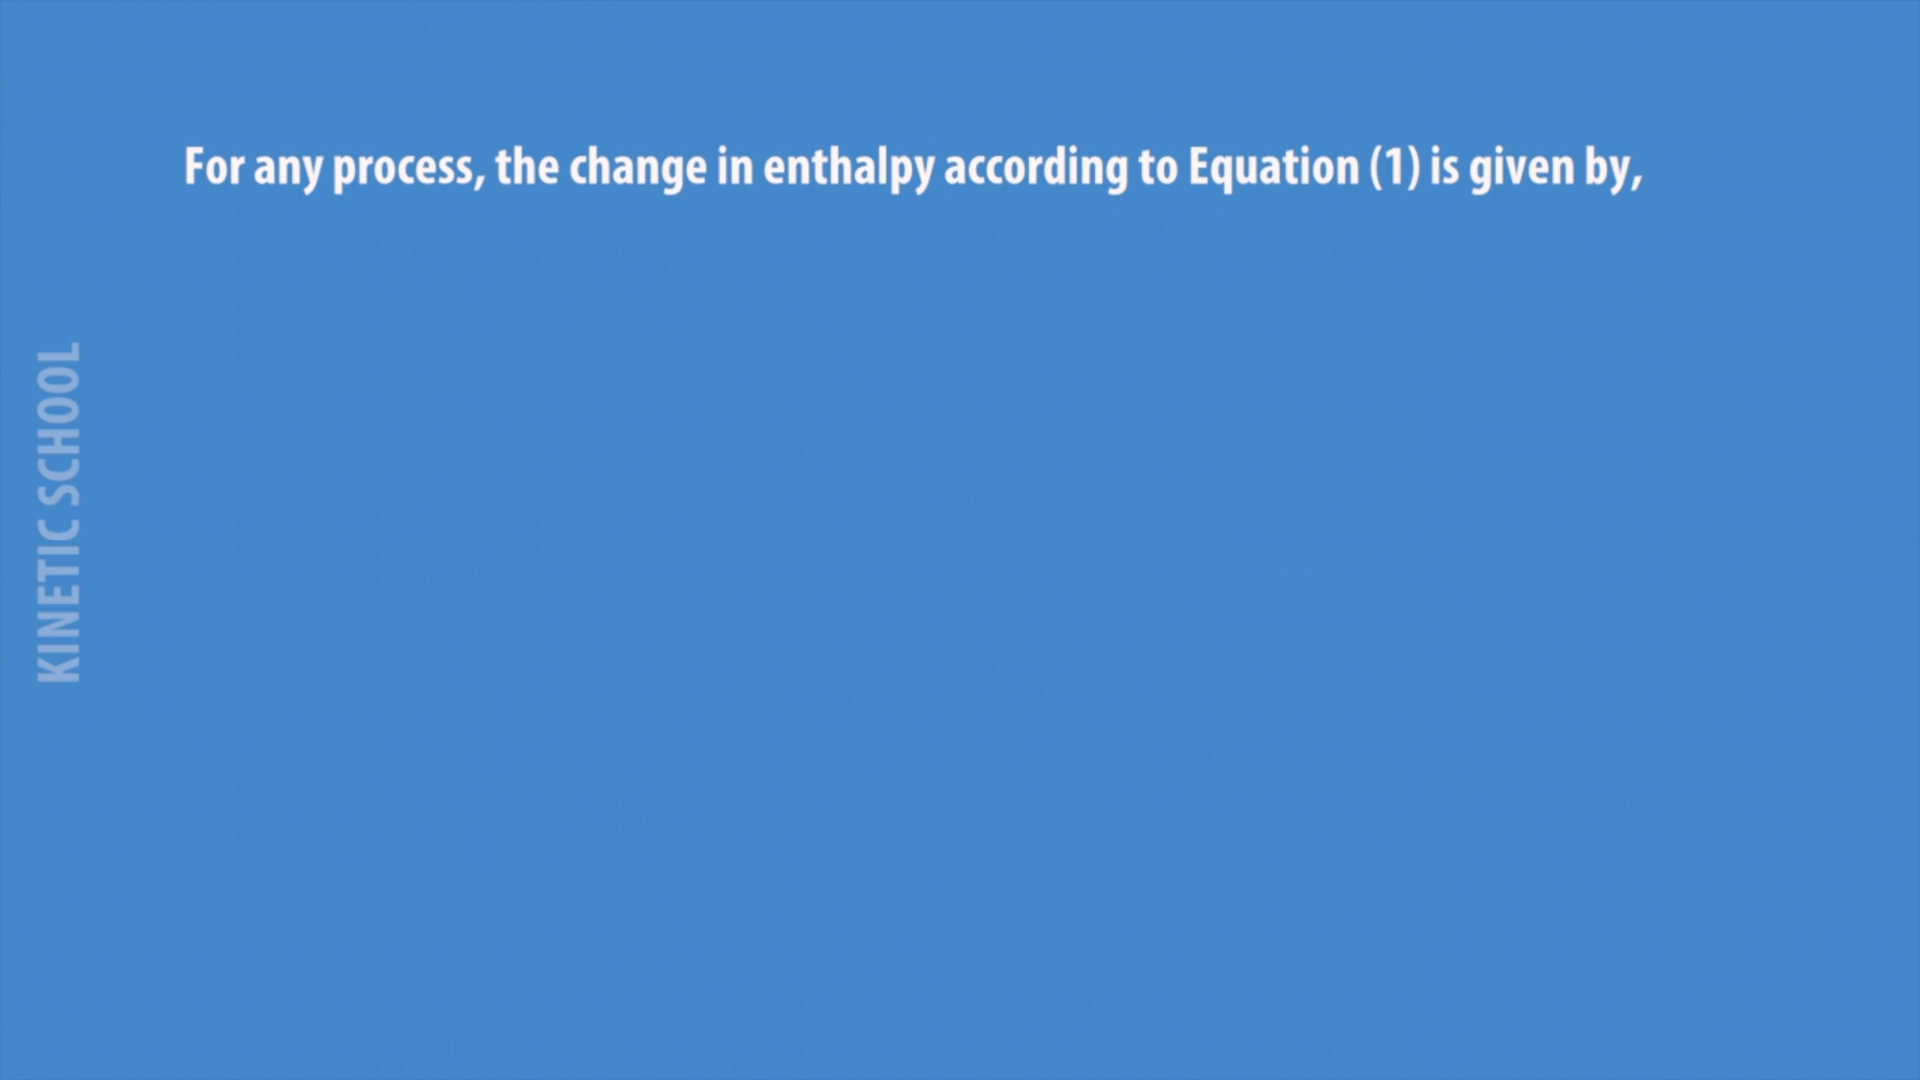 For any process, the change in enthalpy according to Equation (1) is given by,
KINETIC SCHOOL